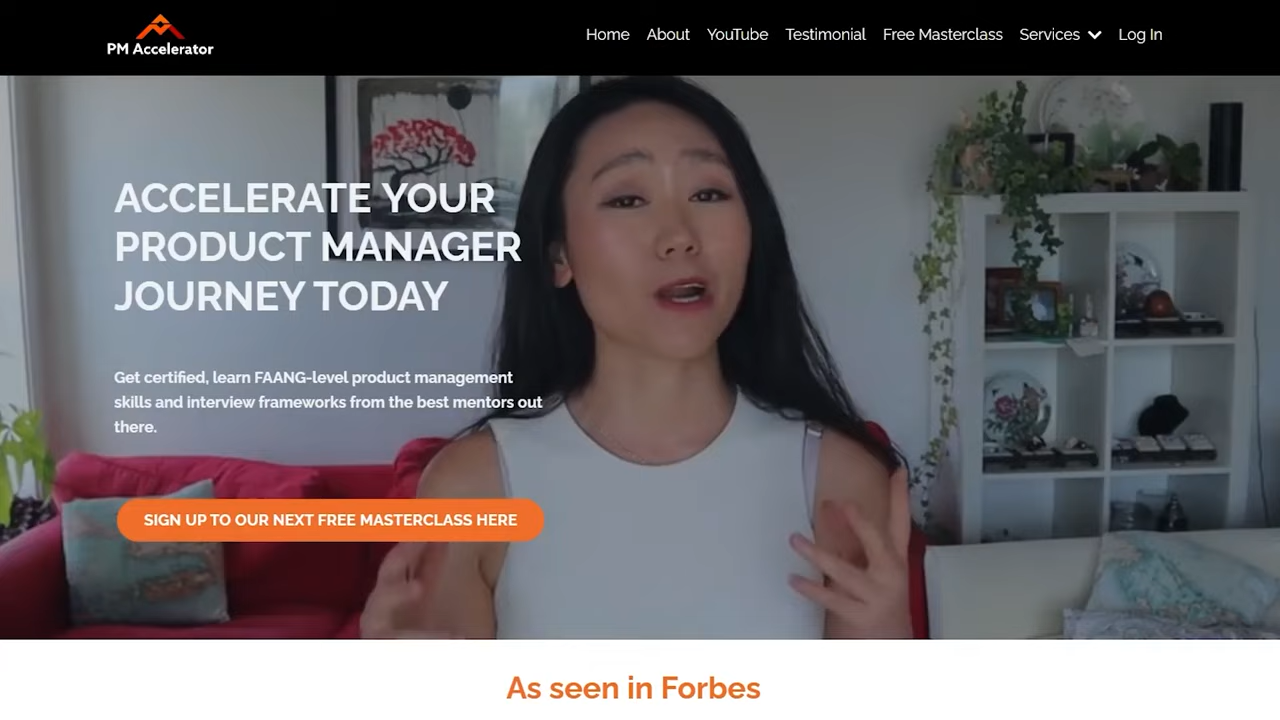 PM Accelerator
Home About YouTube Testimonial Free Masterclass Services Log In
ACCELERATE YOUR
PRODUCT MANAGER
JOURNEY TODAY
Get certified, learn FAANG-level product management
skills and interview frameworks from the best mentors out
there.
SIGN UP TO OUR NEXT FREE MASTERCLASS HERE
As seen in Forbes